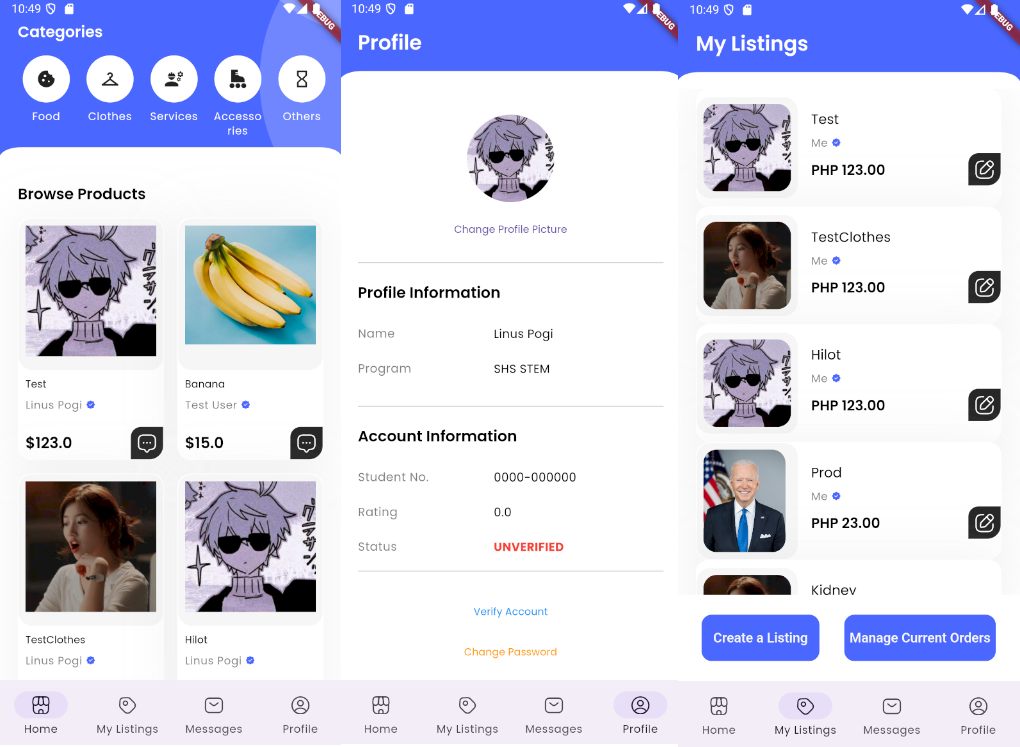 10:49
DEBUG
Categories
Food
Clothes
Services
Accesso
ries
Others
Browse Products
Test
Linus Pogi
$123.0
Banana
Test User
$15.0
TestClothes
Linus Pogi
Hilot
Linus Pogi
Home
My Listings
Messages
Profile
10:49
DEBUG
Profile
Change Profile Picture
Profile Information
Name Linus Pogi
Program SHS STEM
Account Information
Student No. 0000-000000
Rating 0.0
Status UNVERIFIED
Verify Account
Change Password
Home
My Listings
Messages
Profile
10:49
DEBUG
My Listings
Test
Me
PHP 123.00
TestClothes
Me
PHP 123.00
Hilot
Me
PHP 123.00
Prod
Me
PHP 23.00
Kidney
Create a Listing
Manage Current Orders
Home
My Listings
Messages
Profile